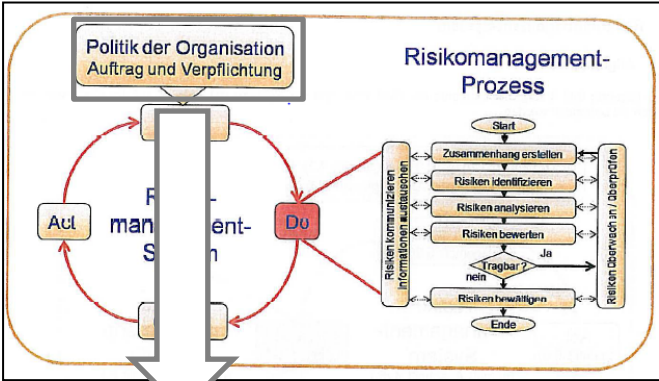 Politik der Organisation
Auftrag und Verpflichtung
Risikomanagement-
Prozess
Act
Do
Start
Zusammenhang erstellen
Risiken identifizieren
Risiken analysieren
Risiken bewerten
Tragbar ?
Ja
nein
Risiken bewältigen
Ende
Risiken kommunizieren
Informationen austauschen
Risiken überwachen / überprüfen